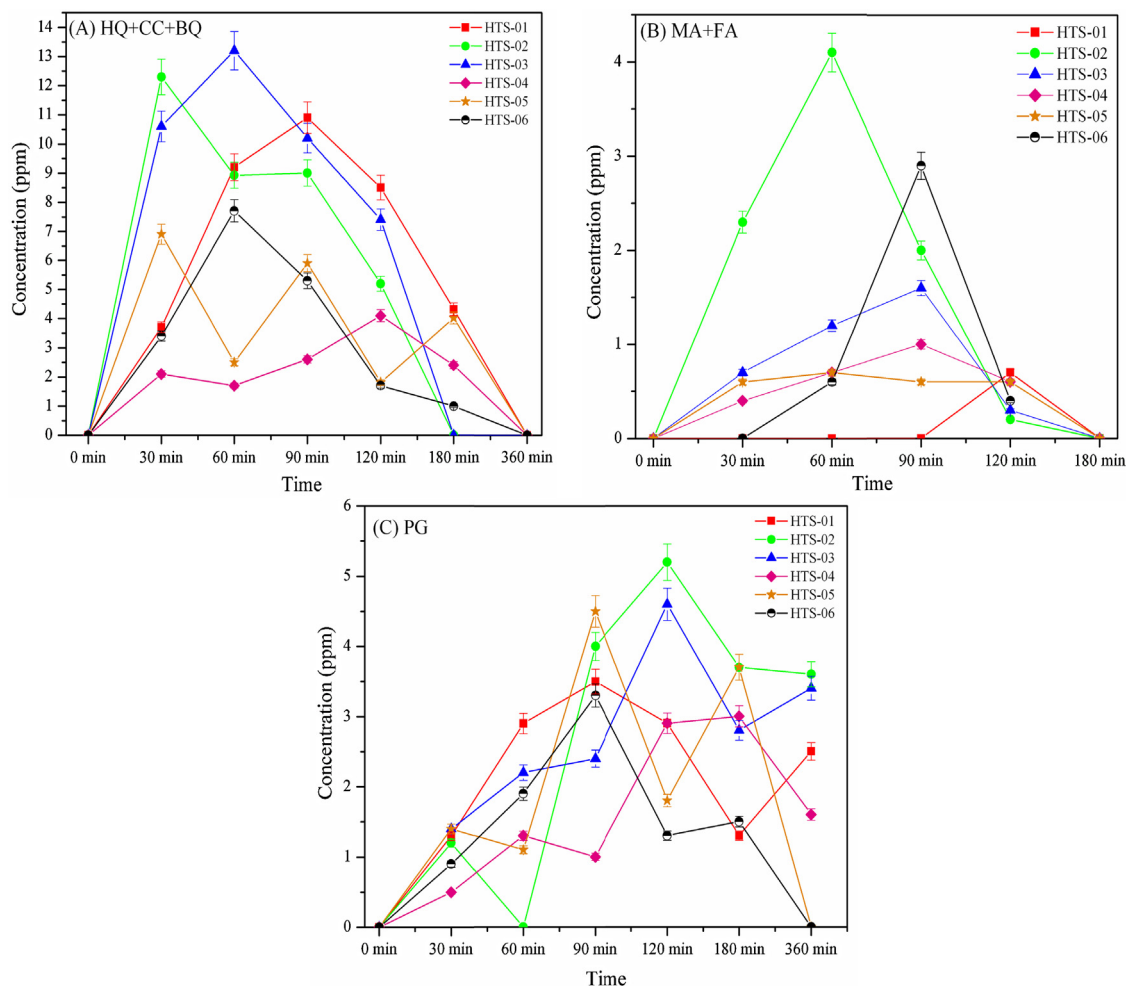 (A) HQ+CC+BQ
HTS-01
HTS-02
HTS-03
HTS-04
HTS-05
HTS-06
14
13
12
11
10
9
8
7
6
5
4
3
2
1
0
Concentration (ppm)
0 min 30 min 60 min 90 min 120 min 180 min 360 min
Time
(B) MA+FA
HTS-01
HTS-02
HTS-03
HTS-04
HTS-05
HTS-06
4
3
2
1
0
Concentration (ppm)
0 min 30 min 60 min 90 min 120 min 180 min
Time
(C) PG
HTS-01
HTS-02
HTS-03
HTS-04
HTS-05
HTS-06
6
5
4
3
2
1
0
Concentration (ppm)
0 min 30 min 60 min 90 min 120 min 180 min 360 min
Time